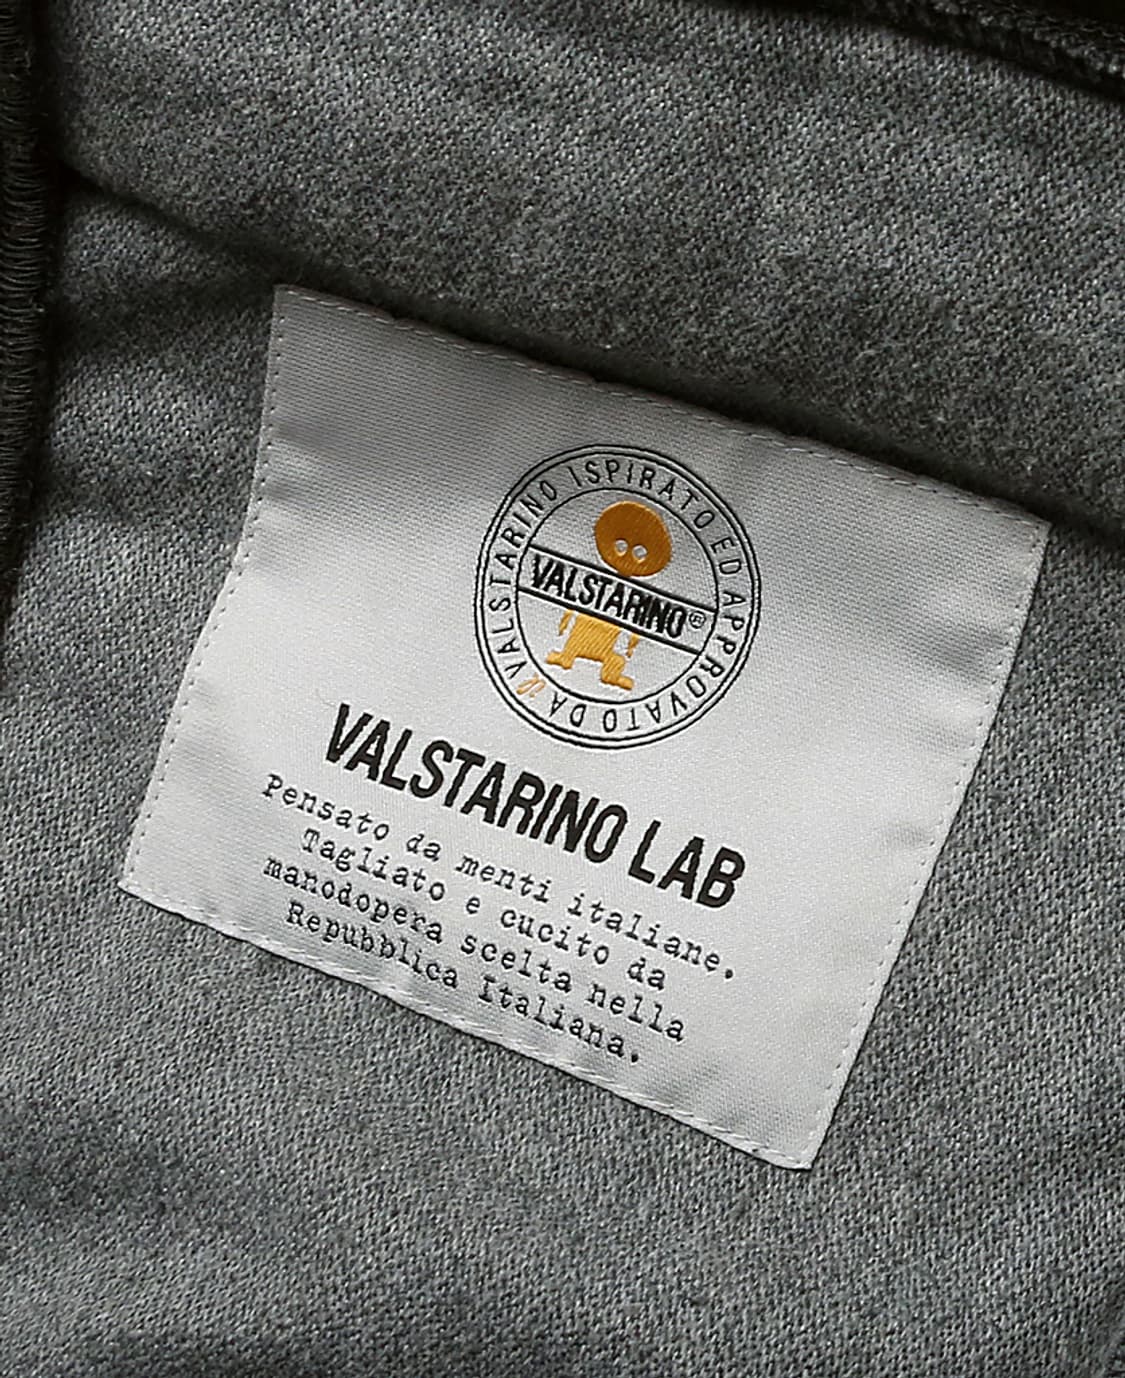 ISPIRATO ED APPROVATO DA il VALSTARINO
VALSTARINO®
VALSTARINO LAB
Pensato da menti italiane.
Tagliato e cucito da
manodopera scelta nella
Repubblica Italiana.